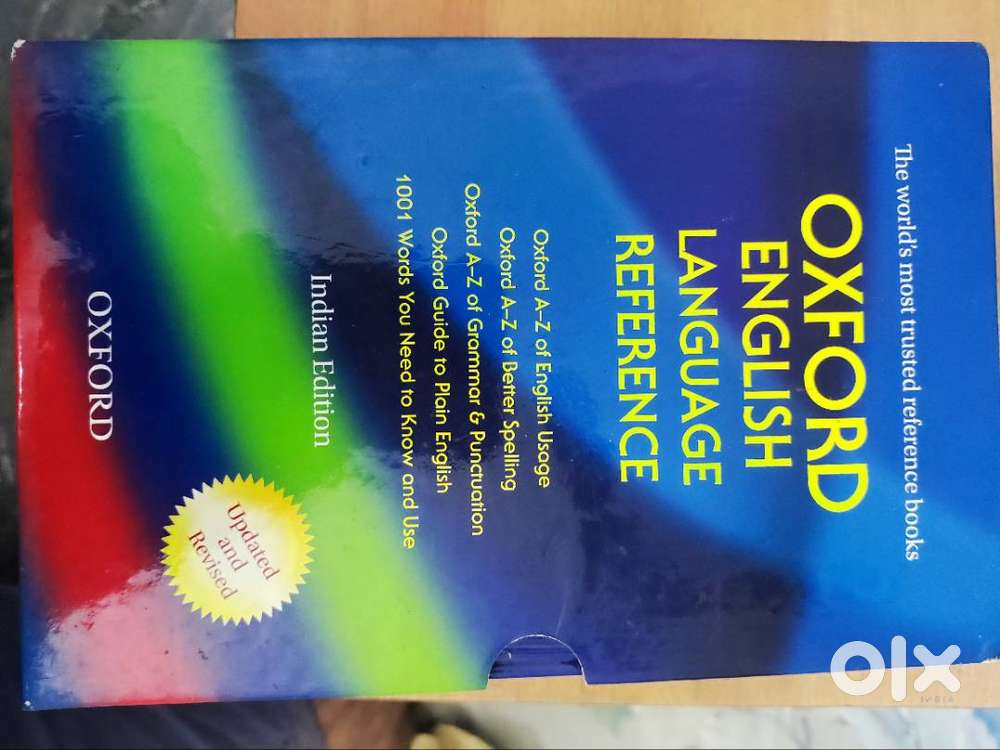 The world's most trusted reference books
OXFORD
ENGLISH
LANGUAGE
REFERENCE
Oxford A–Z of English Usage
Oxford A–Z of Better Spelling
Oxford A–Z of Grammar & Punctuation
Oxford Guide to Plain English
1001 Words You Need to Know and Use
Indian Edition
Updated
and
Revised
OXFORD
olx
INDIA